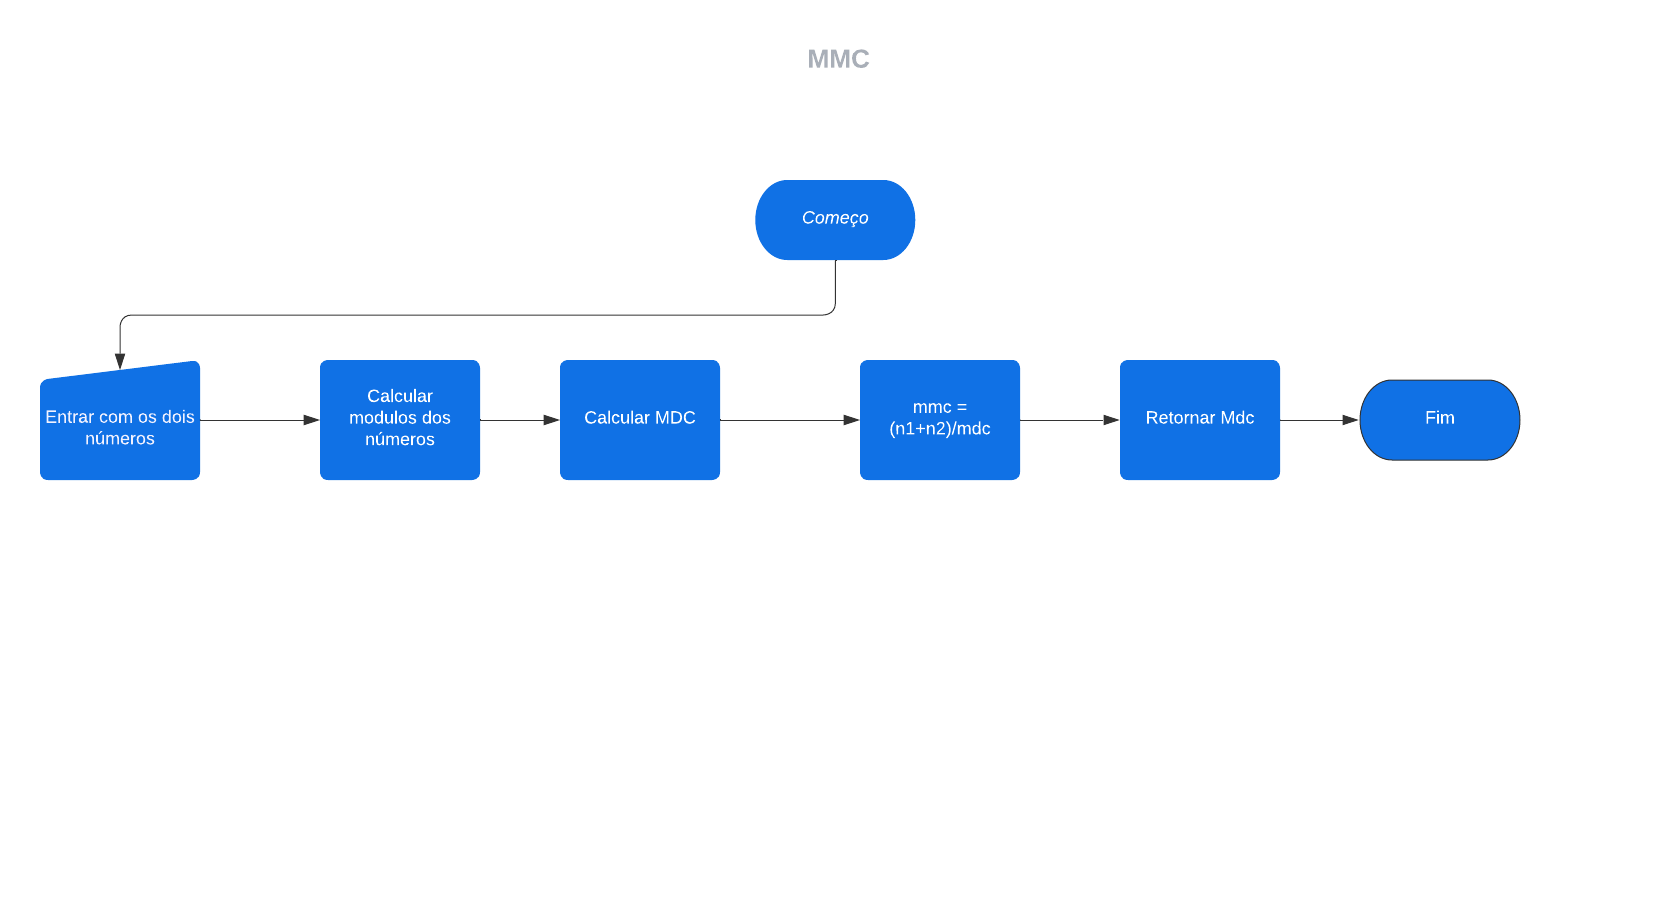 MMC
Começo
Entrar com os dois
números
Calcular
modulos dos
números
Calcular MDC
mmc =
(n1+n2)/mdc
Retornar Mdc
Fim